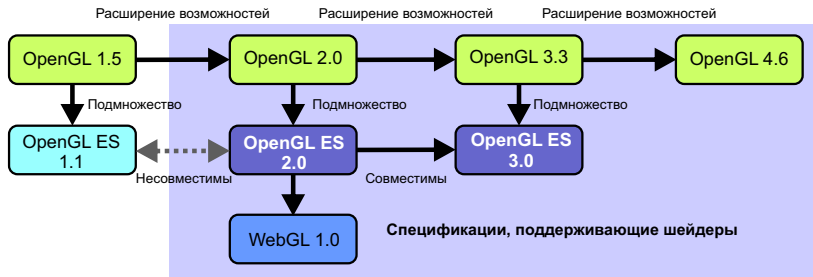 Расширение возможностей Расширение возможностей Расширение возможностей
OpenGL 1.5 OpenGL 2.0 OpenGL 3.3 OpenGL 4.6
Подмножество Подмножество Подмножество
OpenGL ES
1.1
OpenGL ES
2.0
OpenGL ES
3.0
Несовместимы Совместимы
WebGL 1.0
Спецификации, поддерживающие шейдеры